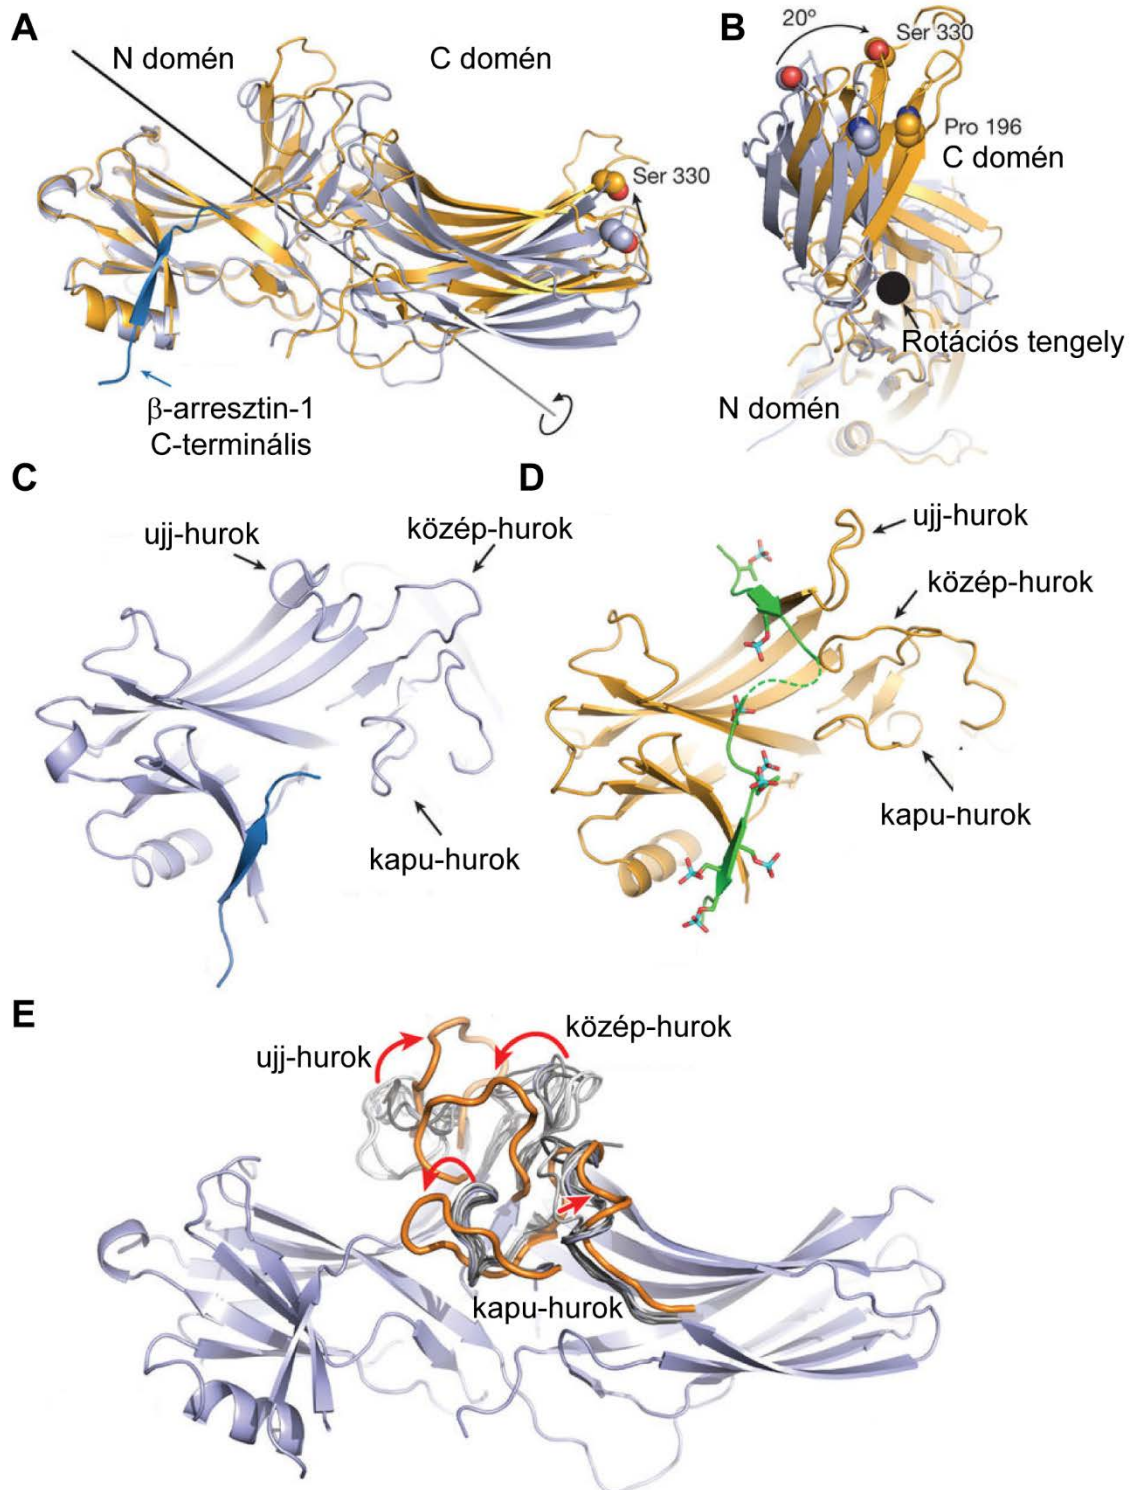 A
N domén
C domén
Ser 330
β-arresztin-1
C-terminális
B
20º
Ser 330
Pro 196
C domén
Rotációs tengely
N domén
C
ujj-hurok
közép-hurok
kapu-hurok
D
ujj-hurok
közép-hurok
kapu-hurok
E
ujj-hurok
közép-hurok
kapu-hurok